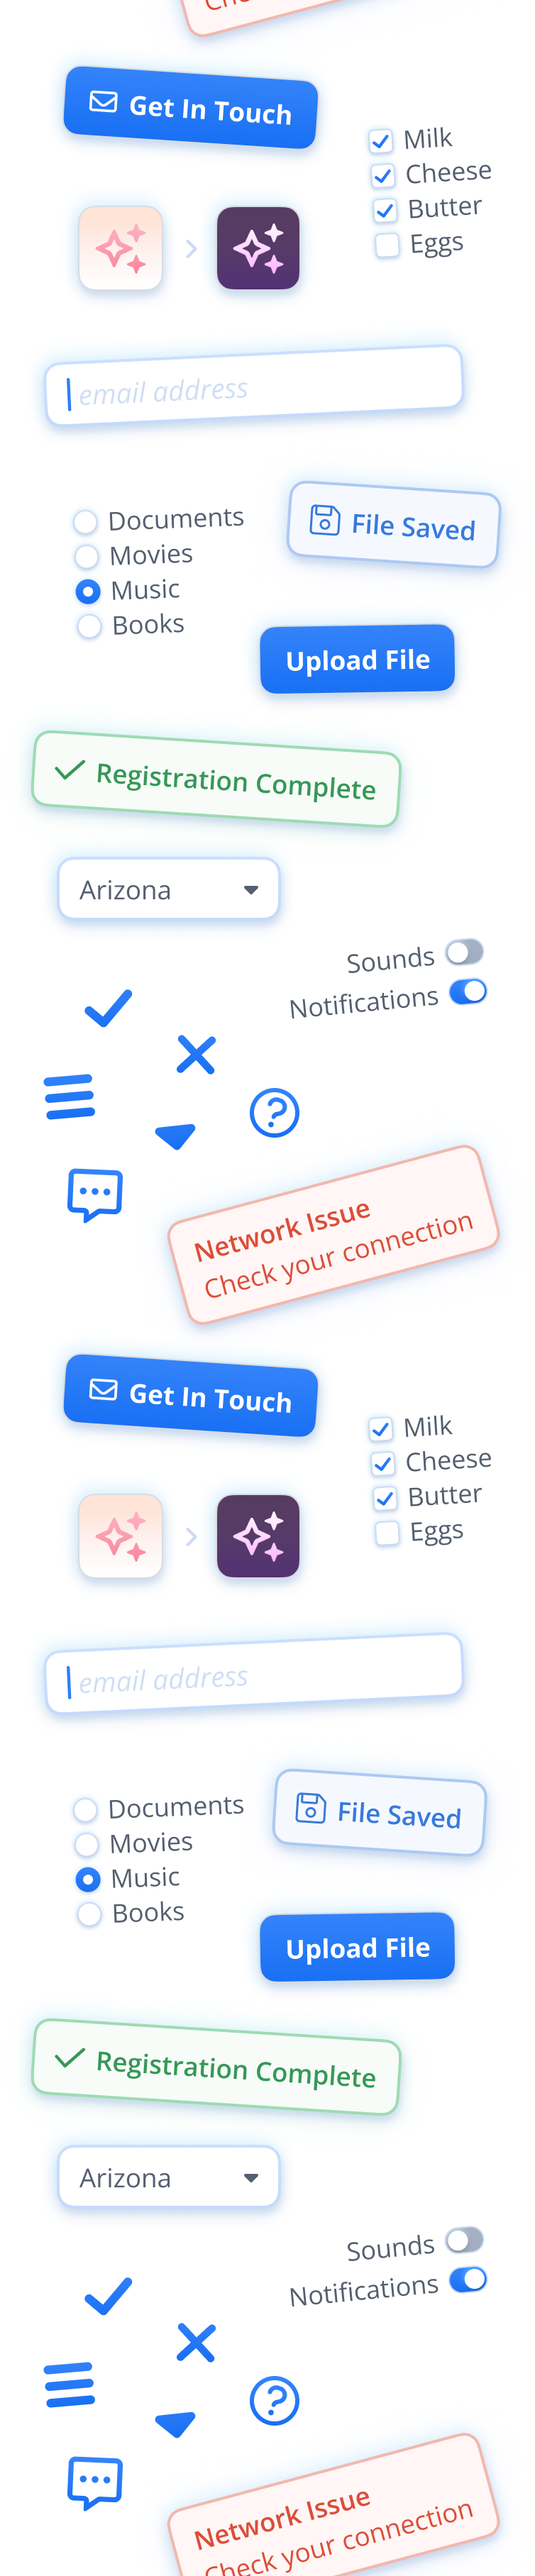 Get In Touch
Milk
Cheese
Butter
Eggs
email address
Documents
Movies
Music
Books
File Saved
Upload File
Registration Complete
Arizona
Sounds
Notifications
Network Issue
Check your connection
Get In Touch
Milk
Cheese
Butter
Eggs
email address
Documents
Movies
Music
Books
File Saved
Upload File
Registration Complete
Arizona
Sounds
Notifications
Network Issue
Check your connection